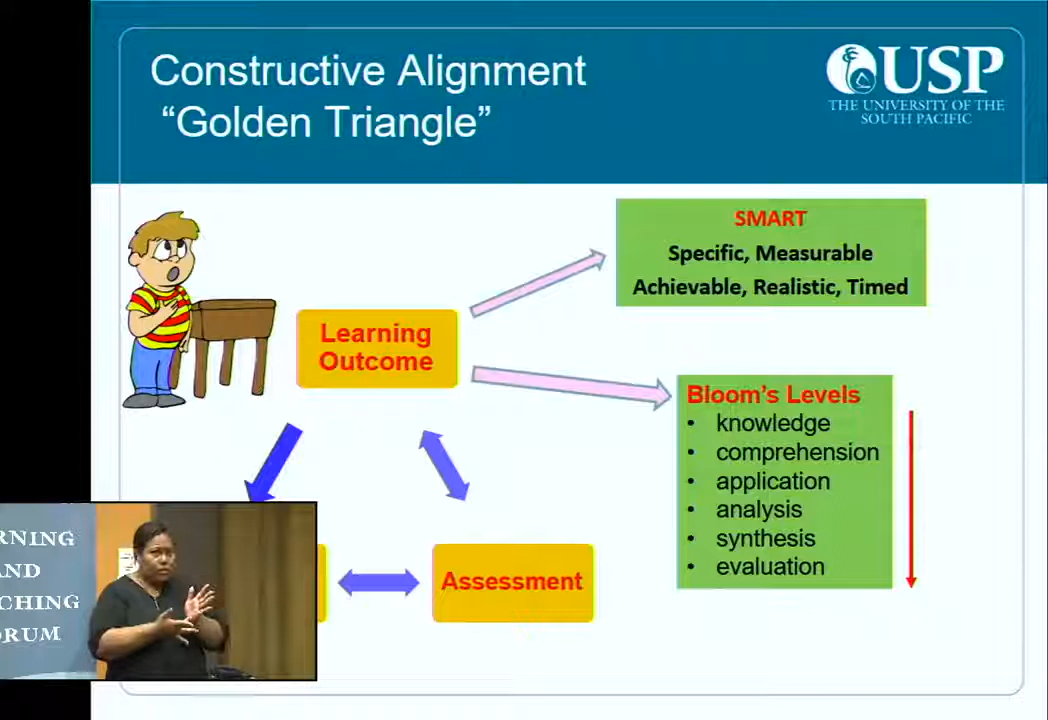 Constructive Alignment
“Golden Triangle”
USP
THE UNIVERSITY OF THE
SOUTH PACIFIC
SMART
Specific, Measurable
Achievable, Realistic, Timed
Learning
Outcome
Bloom's Levels
• knowledge
• comprehension
• application
• analysis
• synthesis
• evaluation
Assessment
RNING
AND
CHING
ORUM